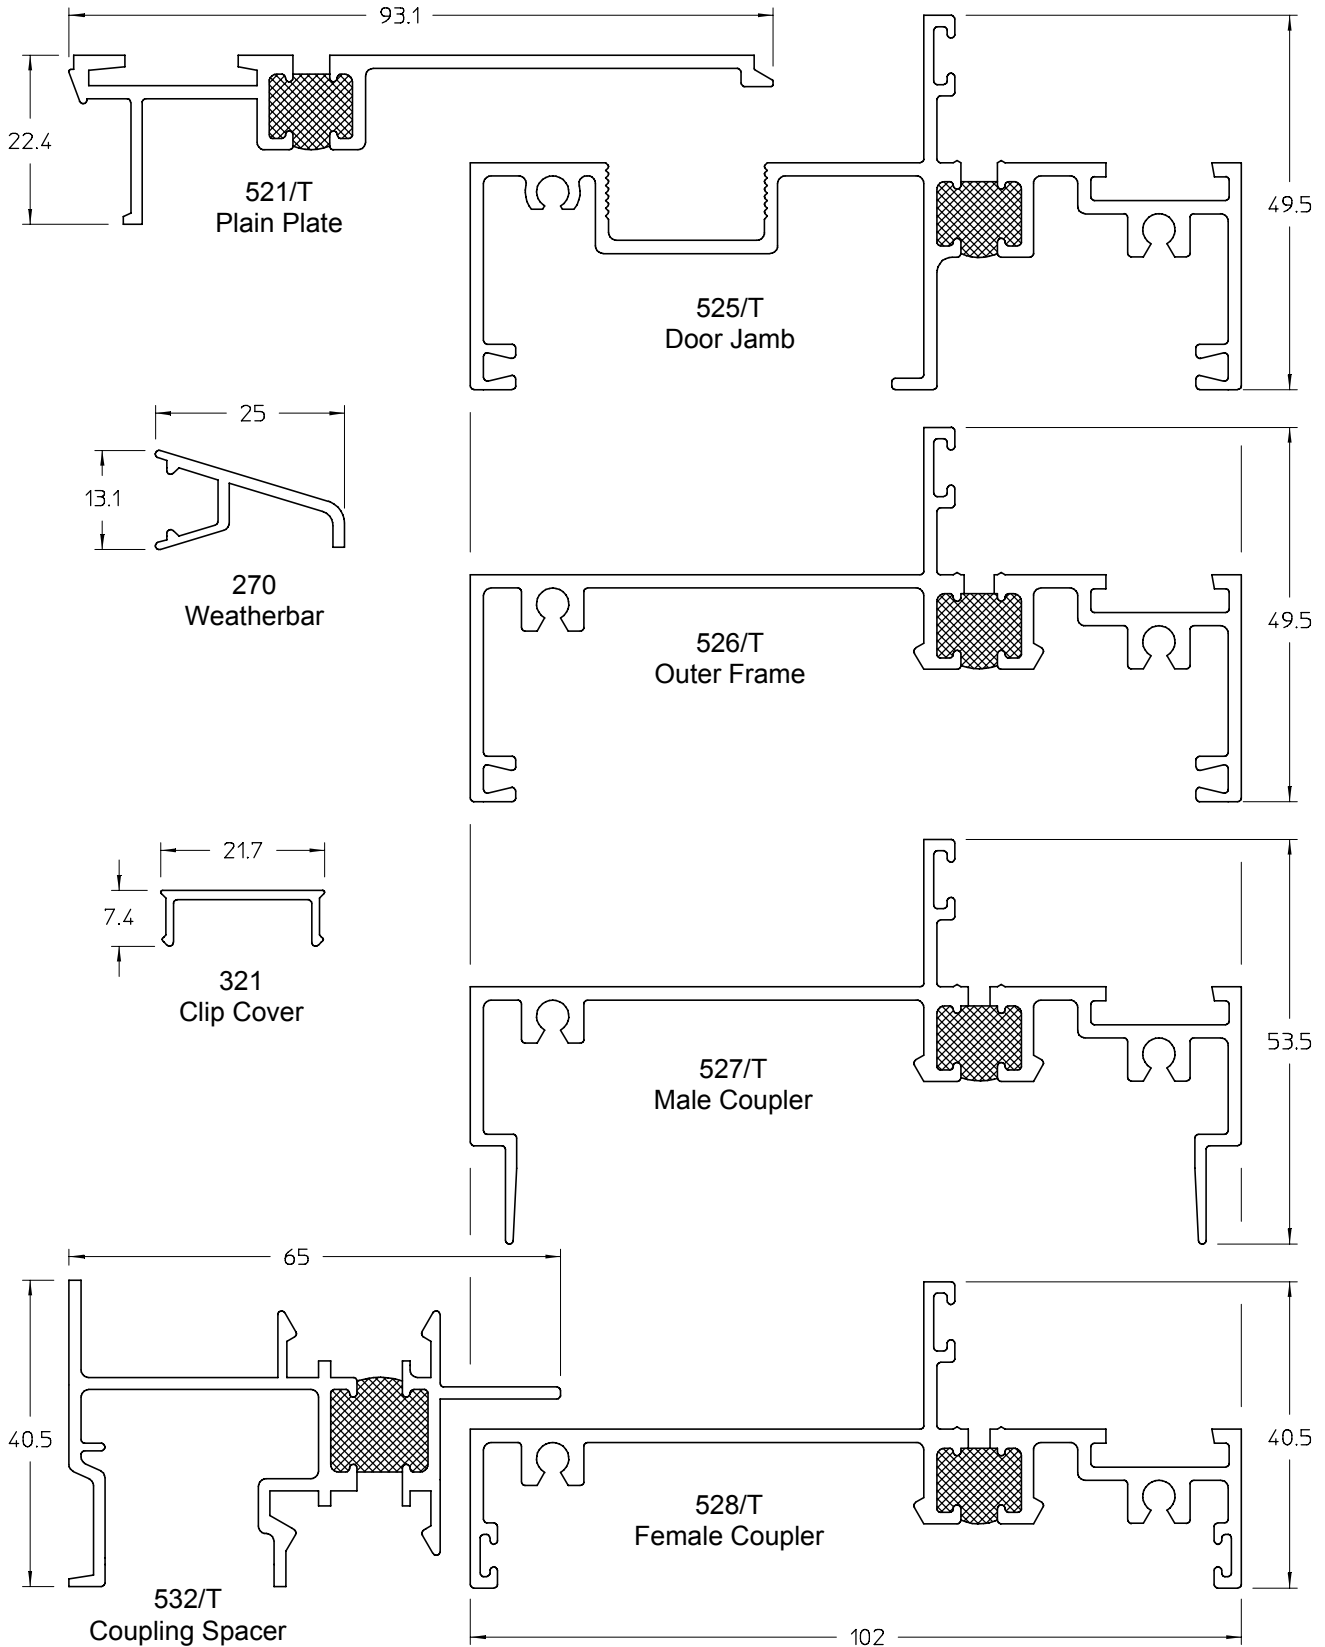 93.1
22.4
521/T
Plain Plate
49.5
525/T
Door Jamb
25
13.1
270
Weatherbar
49.5
526/T
Outer Frame
21.7
7.4
321
Clip Cover
53.5
527/T
Male Coupler
65
40.5
532/T
Coupling Spacer
40.5
528/T
Female Coupler
102